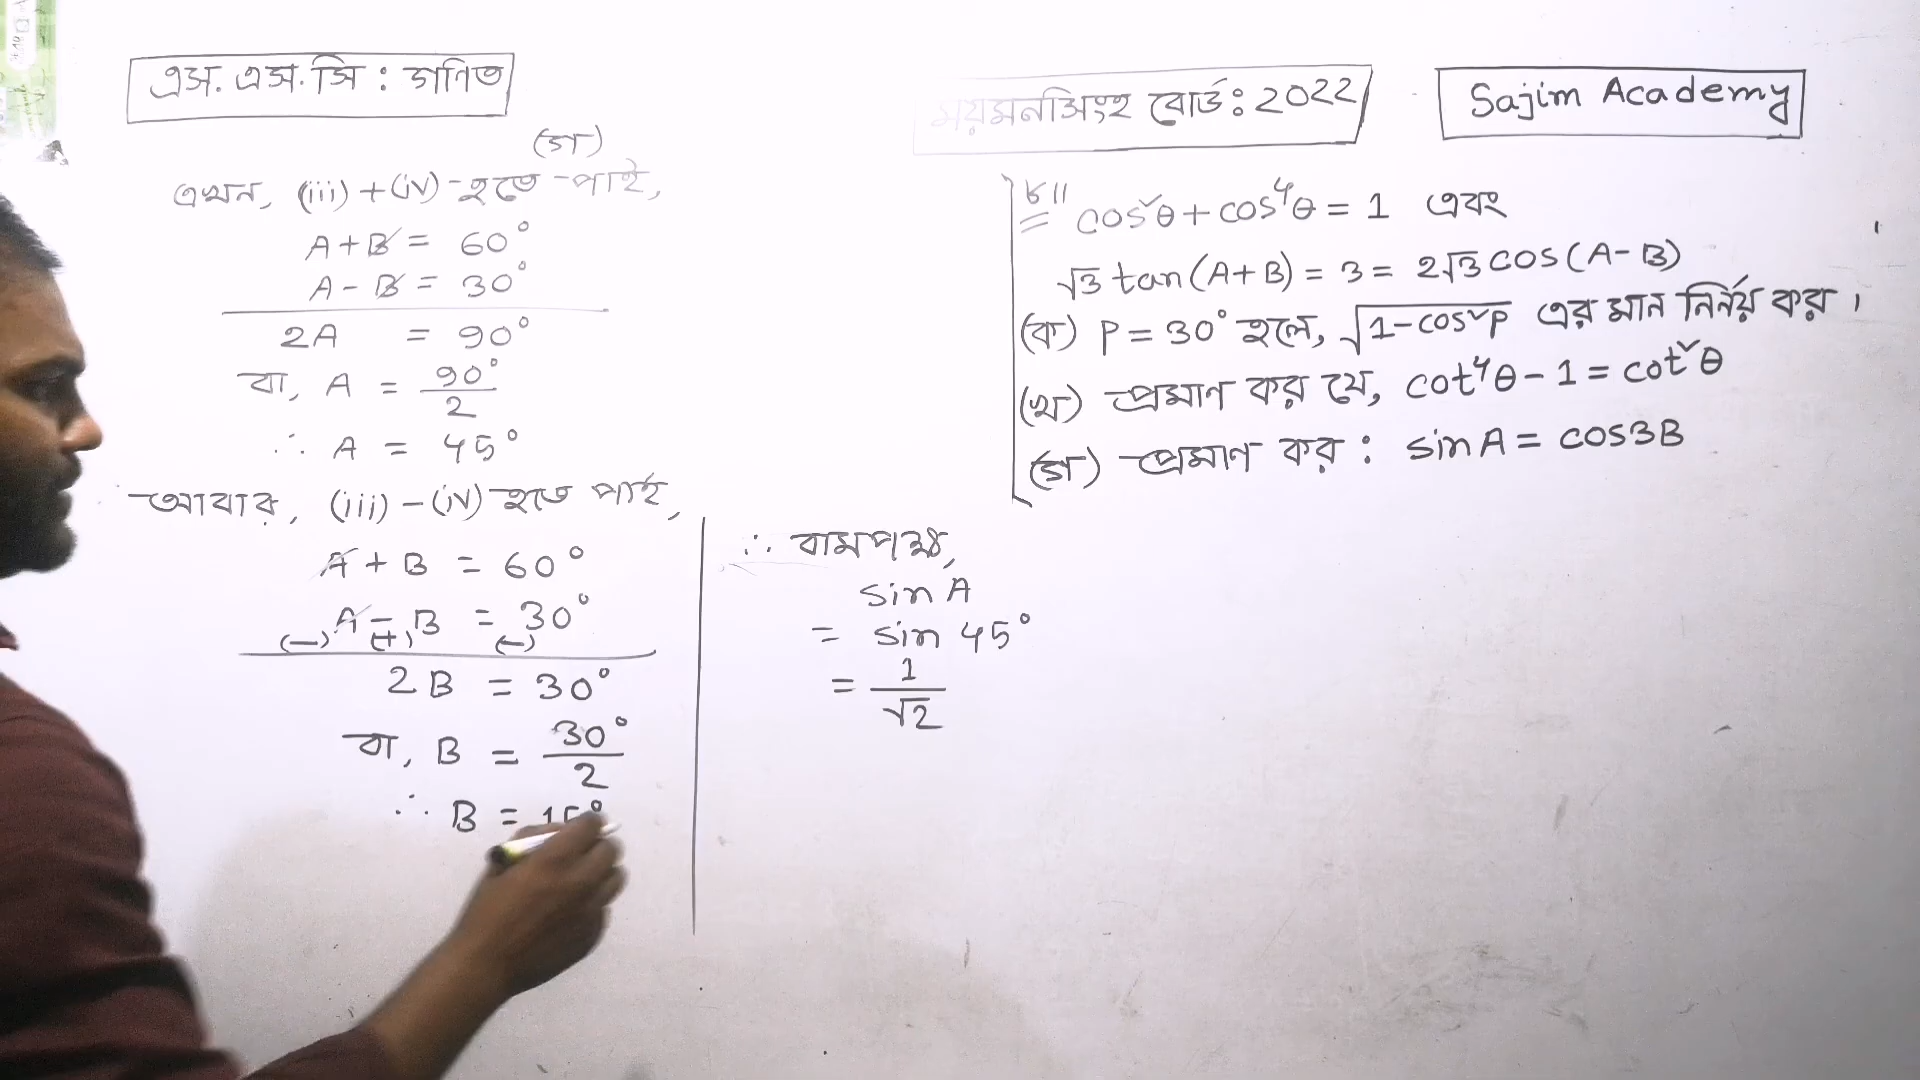 এস. এস. সি : গণিত
ময়মনসিংহ বোর্ড : 2022
Sajim Academy
(গ)
এখন, (iii) + (iv) হতে পাই,
A + B = 60°
A - B = 30°
2A = 90°
বা, A = 90°/2
∴ A = 45°
আবার, (iii) - (iv) হতে পাই,
A + B = 60°
A - B = 30°
(-) (+) (-)
2B = 30°
বা, B = 30°/2
∴ B = 15°
∴ বামপক্ষ,
sin A
= sin 45°
= 1/√2
৮॥ cos²θ + cos⁴θ = 1 এবং
√3 tan(A+B) = 3 = 2√3 cos(A-B)
(ক) P = 30° হলে, √(1-cos²P) এর মান নির্ণয় কর।
(খ) প্রমাণ কর যে, cot⁴θ - 1 = cot²θ
(গ) প্রমাণ কর : sin A = cos3B